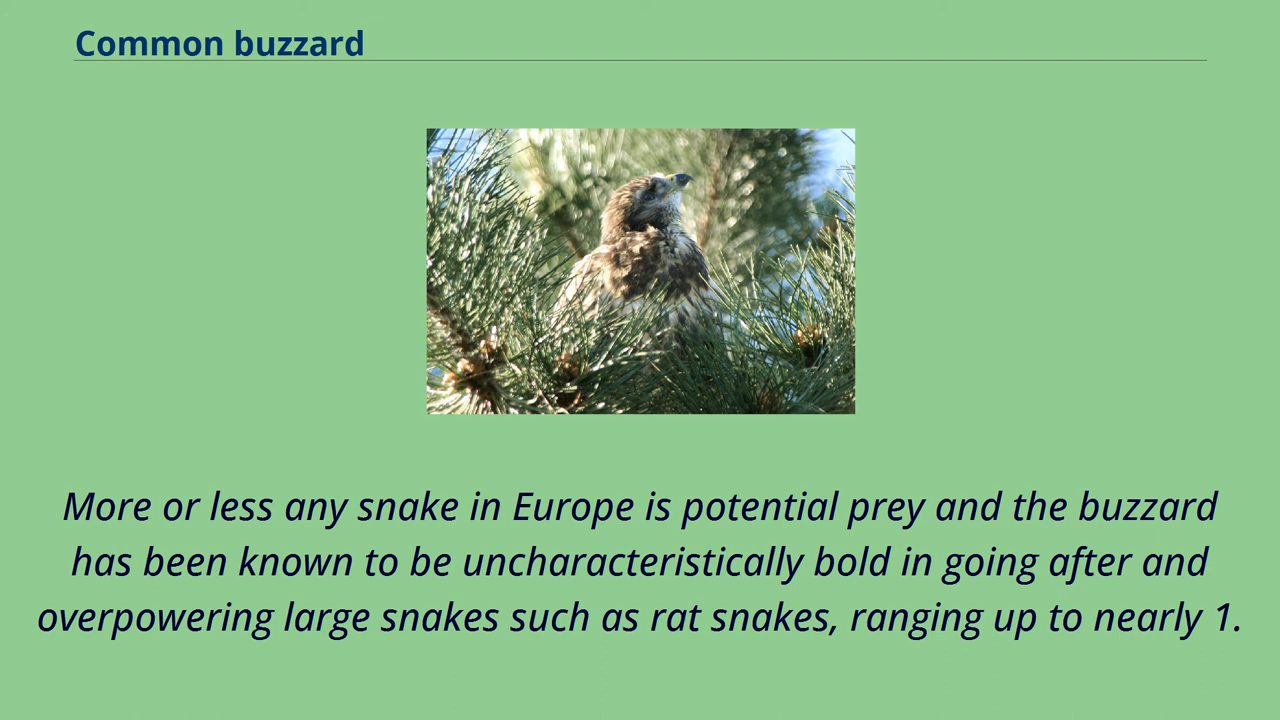 Common buzzard
More or less any snake in Europe is potential prey and the buzzard
has been known to be uncharacteristically bold in going after and
overpowering large snakes such as rat snakes, ranging up to nearly 1.